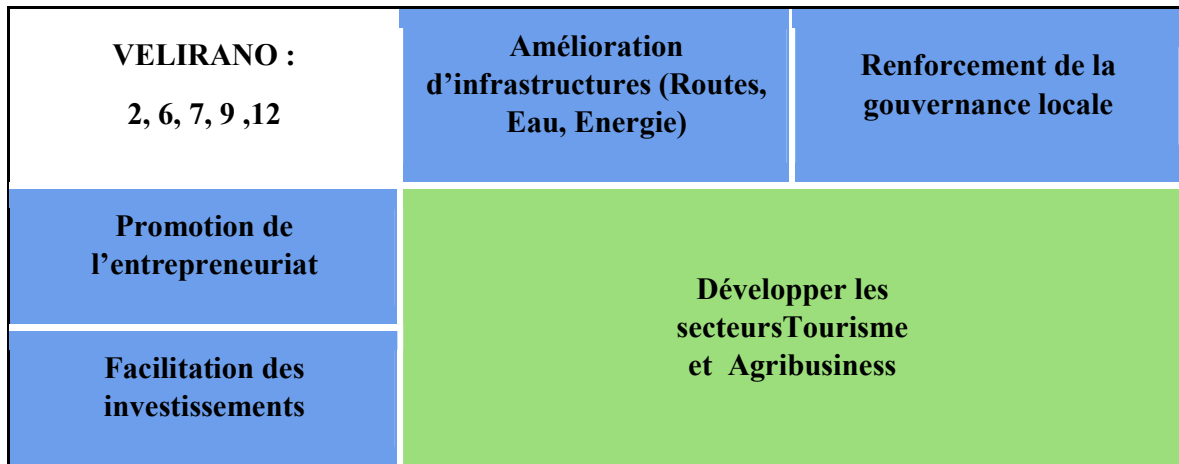 VELIRANO :
2, 6, 7, 9 ,12
Amélioration
d’infrastructures (Routes,
Eau, Energie)
Renforcement de la
gouvernance locale
Promotion de
l’entrepreneuriat
Facilitation des
investissements
Développer les
secteursTourisme
et Agribusiness